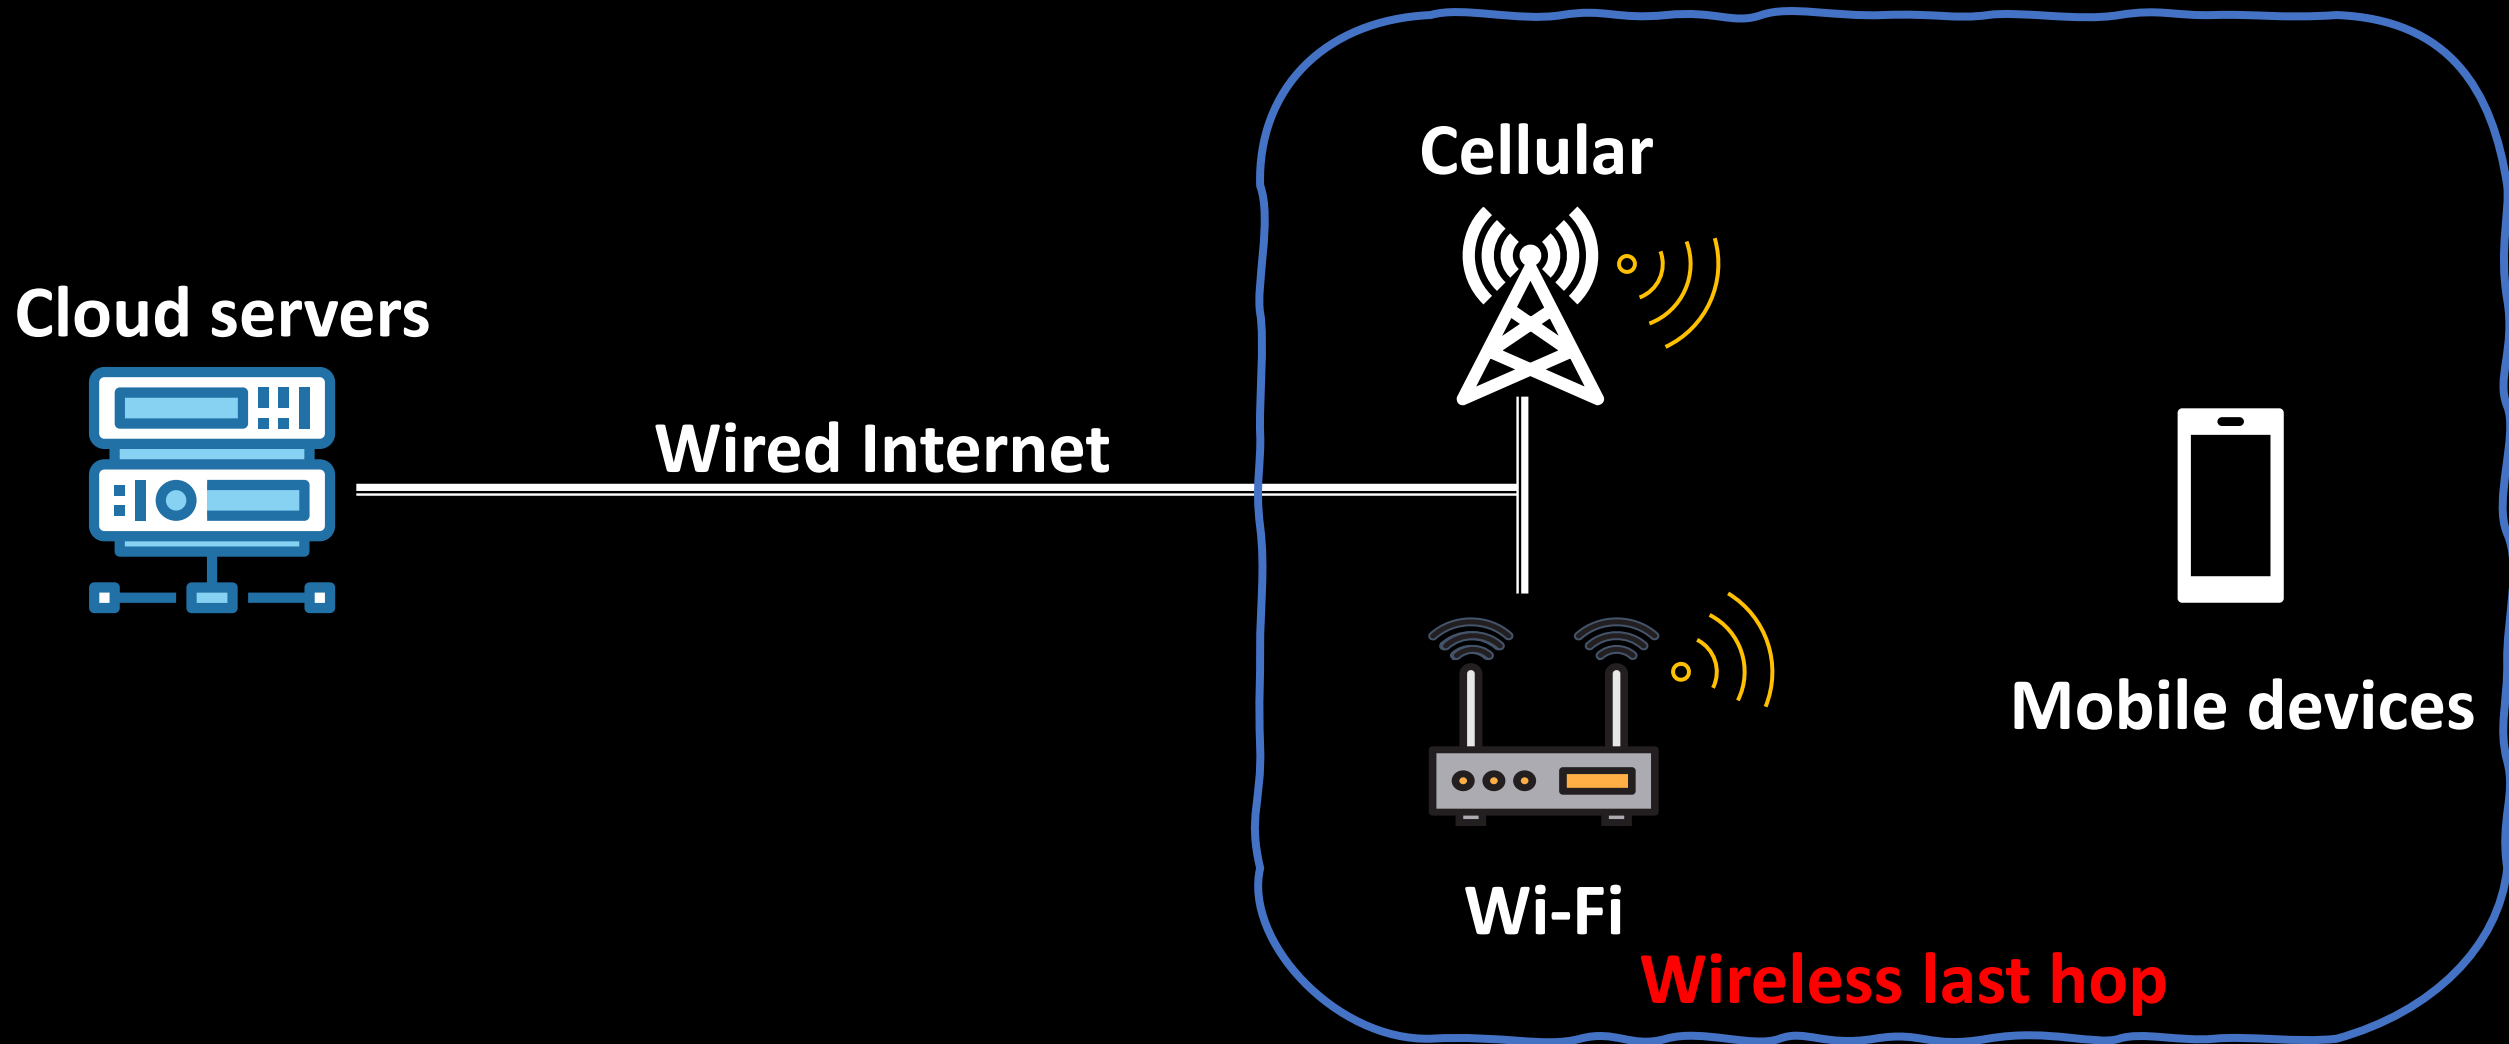 Cellular
Cloud servers
Wired Internet
Mobile devices
Wi-Fi
Wireless last hop